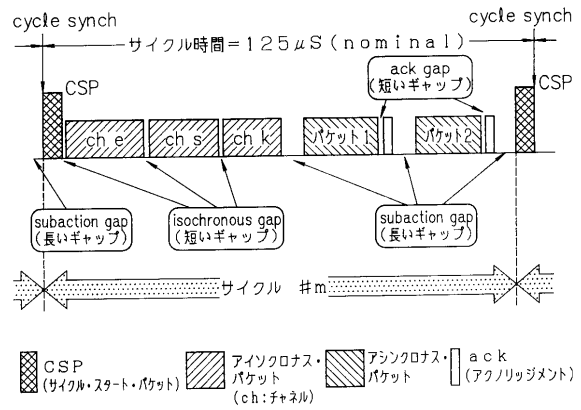 cycle synch
cycle synch
サイクル時間=125μS(nominal)
CSP
ack gap
(短いギャップ)
CSP
ch e
ch s
ch k
パケット1
パケット2
subaction gap
(長いギャップ)
isochronous gap
(短いギャップ)
subaction gap
(長いギャップ)
サイクル #m
CSP
(サイクル・スタート・パケット)
アイソクロナス・
パケット
(ch:チャネル)
アシンクロナス・
パケット
ack
(アクノリッジメント)